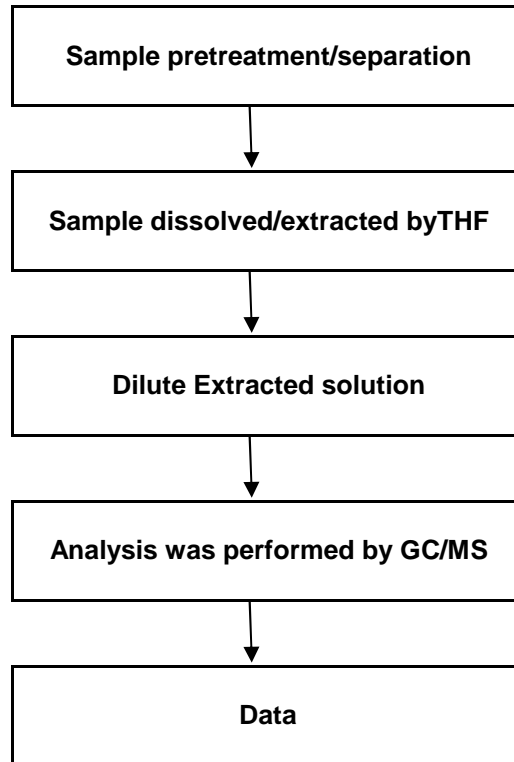 Sample pretreatment/separation
Sample dissolved/extracted byTHF
Dilute Extracted solution
Analysis was performed by GC/MS
Data